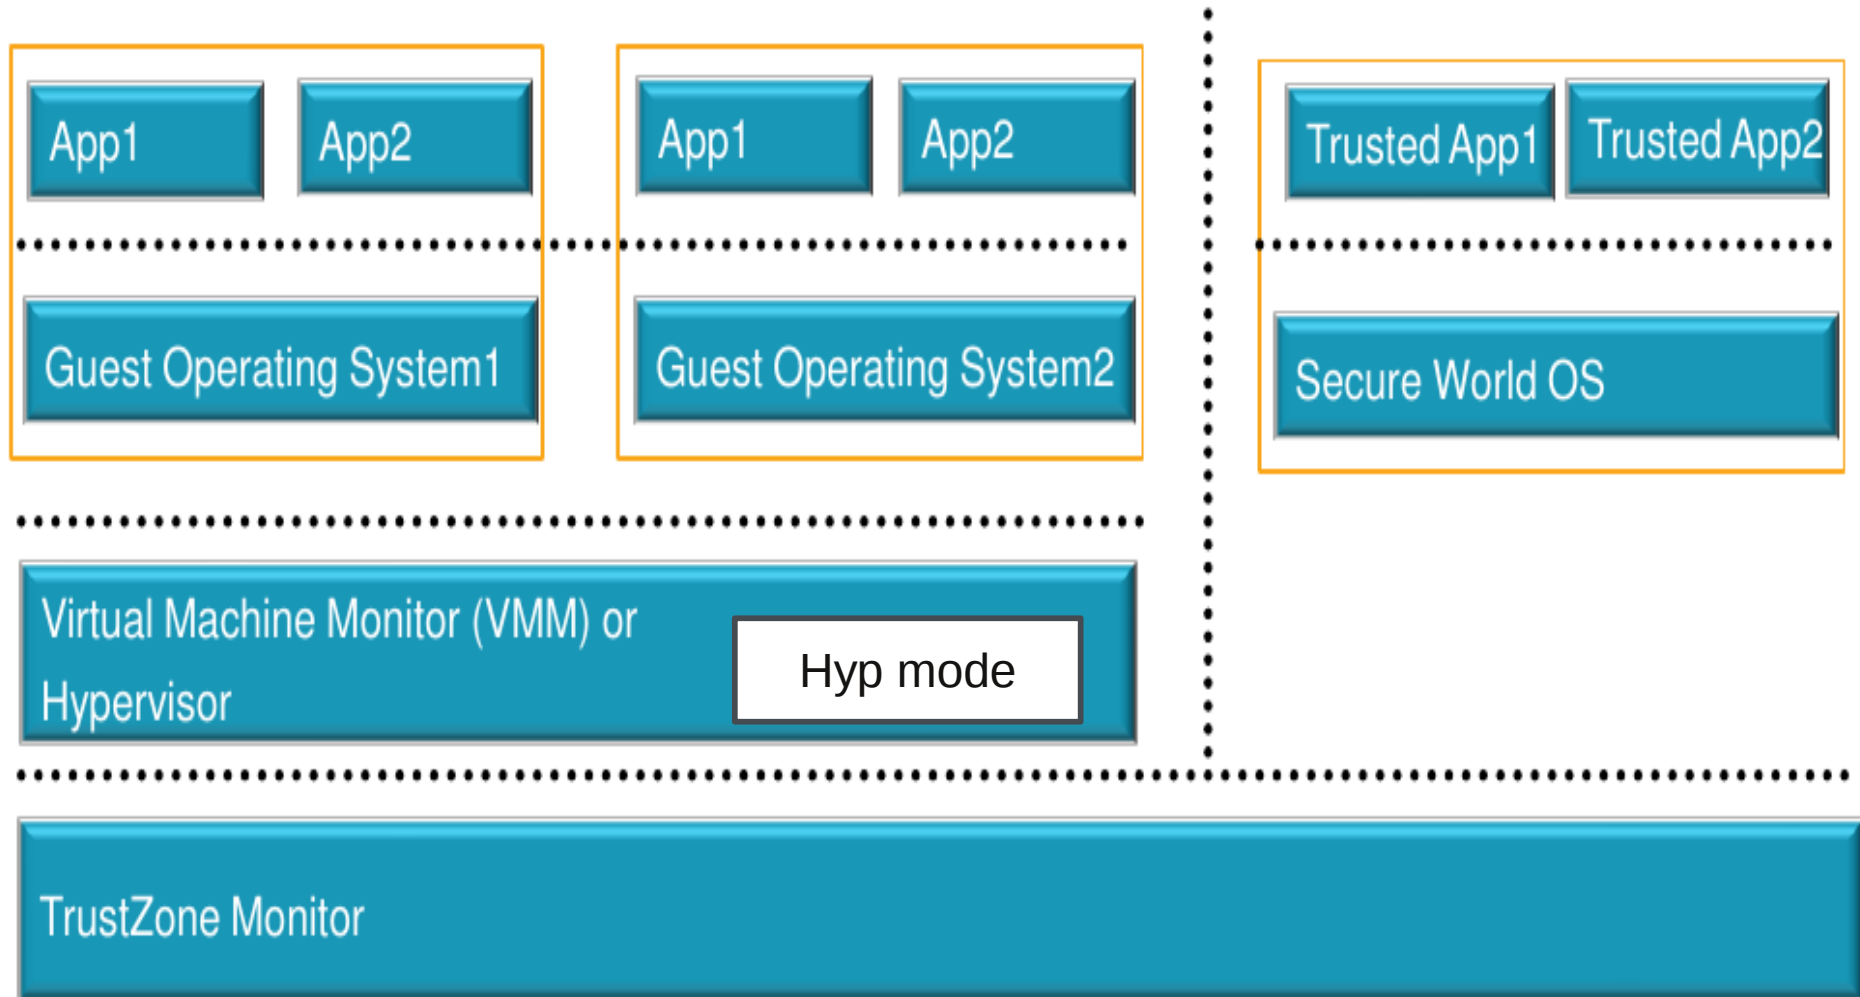 App1
App2
App1
App2
Trusted App1
Trusted App2
Guest Operating System1
Guest Operating System2
Secure World OS
Virtual Machine Monitor (VMM) or
Hypervisor
Hyp mode
TrustZone Monitor